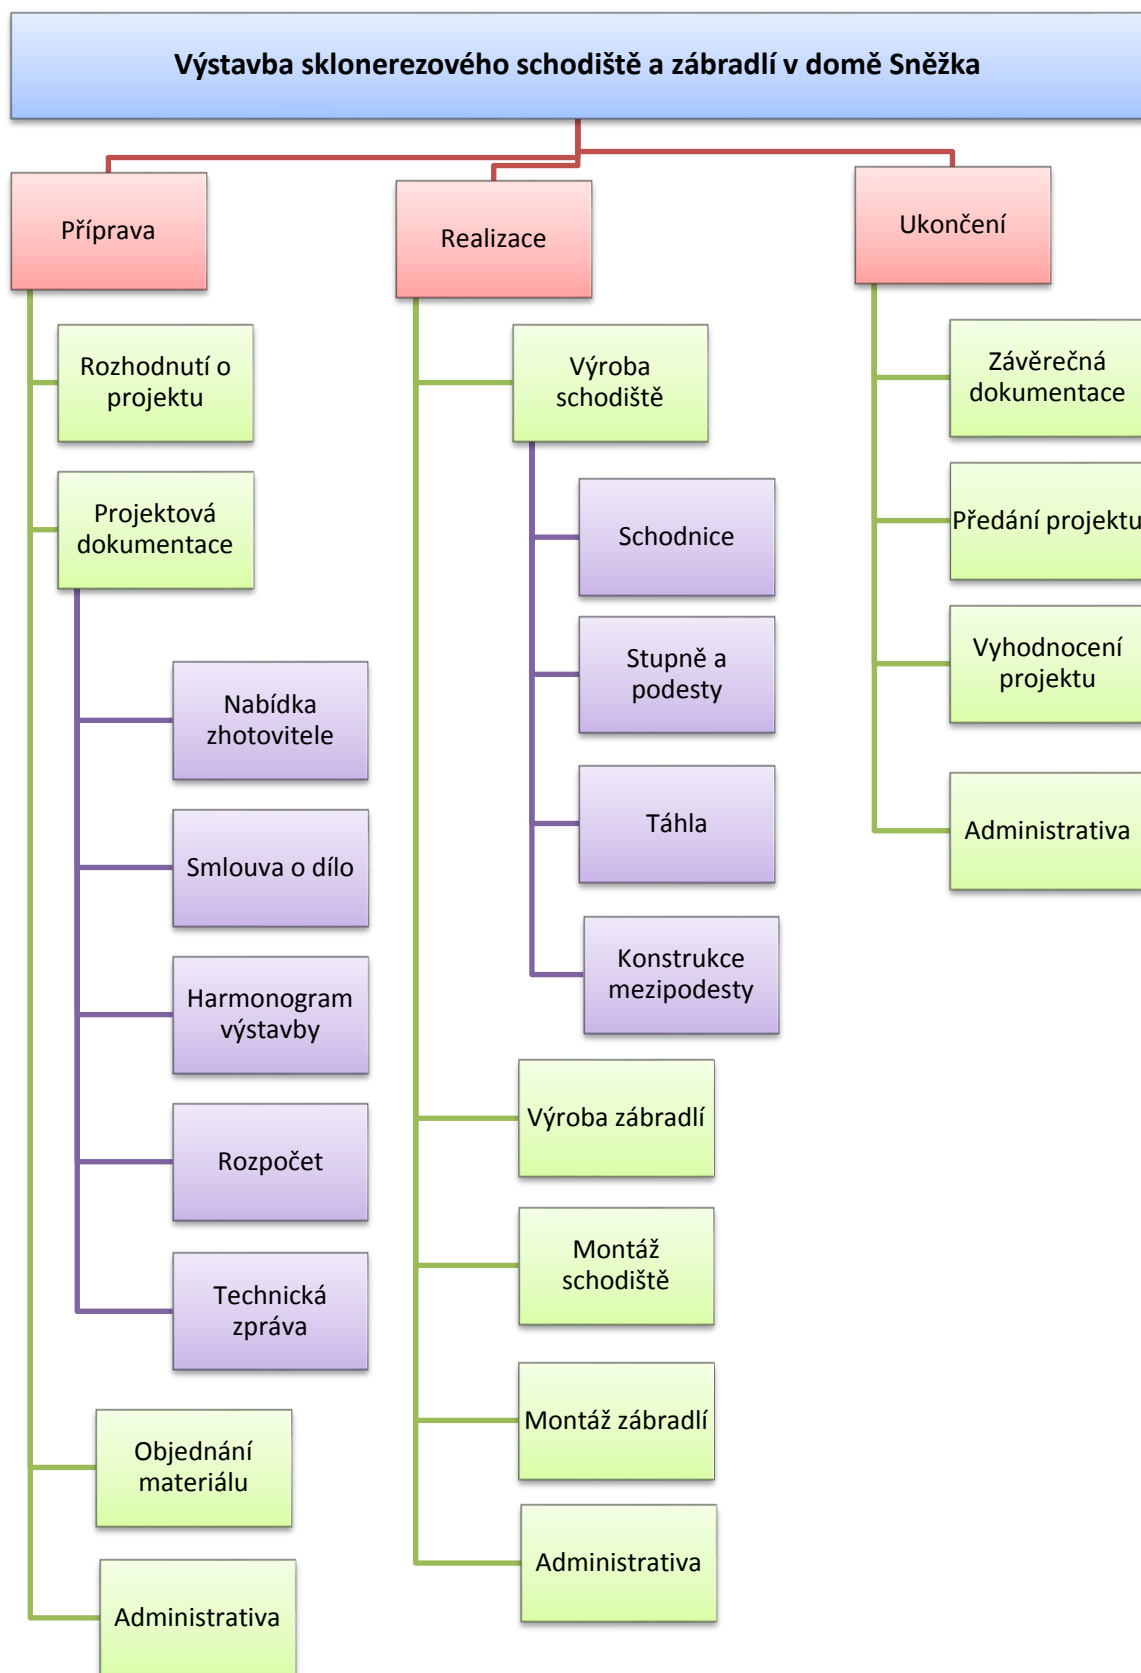 Výstavba sklonerezového schodiště a zábradlí v domě Sněžka
Příprava
Rozhodnutí o
projektu
Projektová
dokumentace
Nabídka
zhotovitele
Smlouva o dílo
Harmonogram
výstavby
Rozpočet
Technická
zpráva
Objednání
materiálu
Administrativa
Realizace
Výroba
schodiště
Schodnice
Stupně a
podesty
Táhla
Konstrukce
mezipodesty
Výroba zábradlí
Montáž
schodiště
Montáž zábradlí
Administrativa
Ukončení
Závěrečná
dokumentace
Předání projektu
Vyhodnocení
projektu
Administrativa